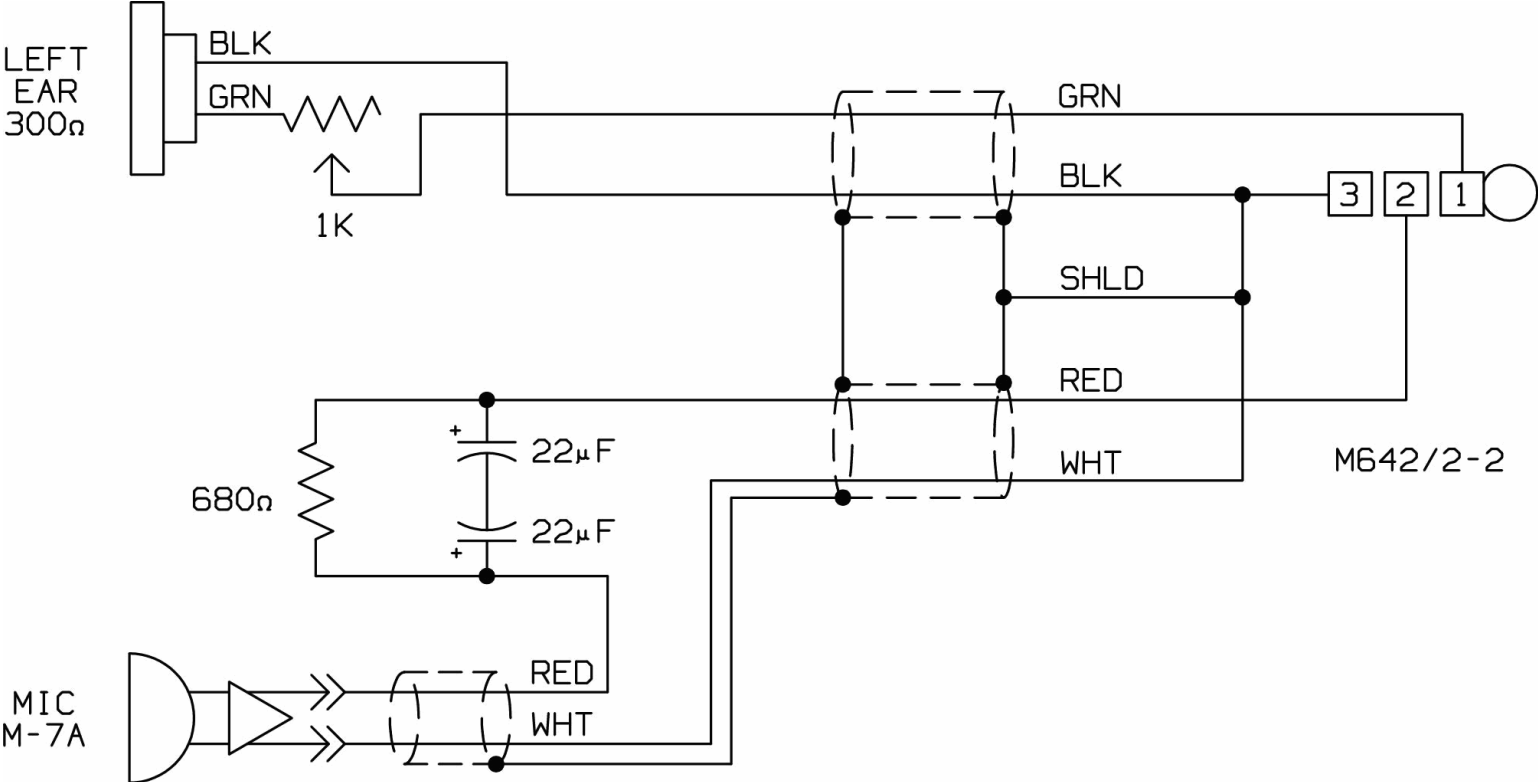 LEFT
EAR
300Ω
BLK
GRN
1K
GRN
BLK
3 2 1
SHLD
RED
+ 22µF
WHT
M642/2-2
680Ω
22µF
+
RED
MIC
M-7A
WHT